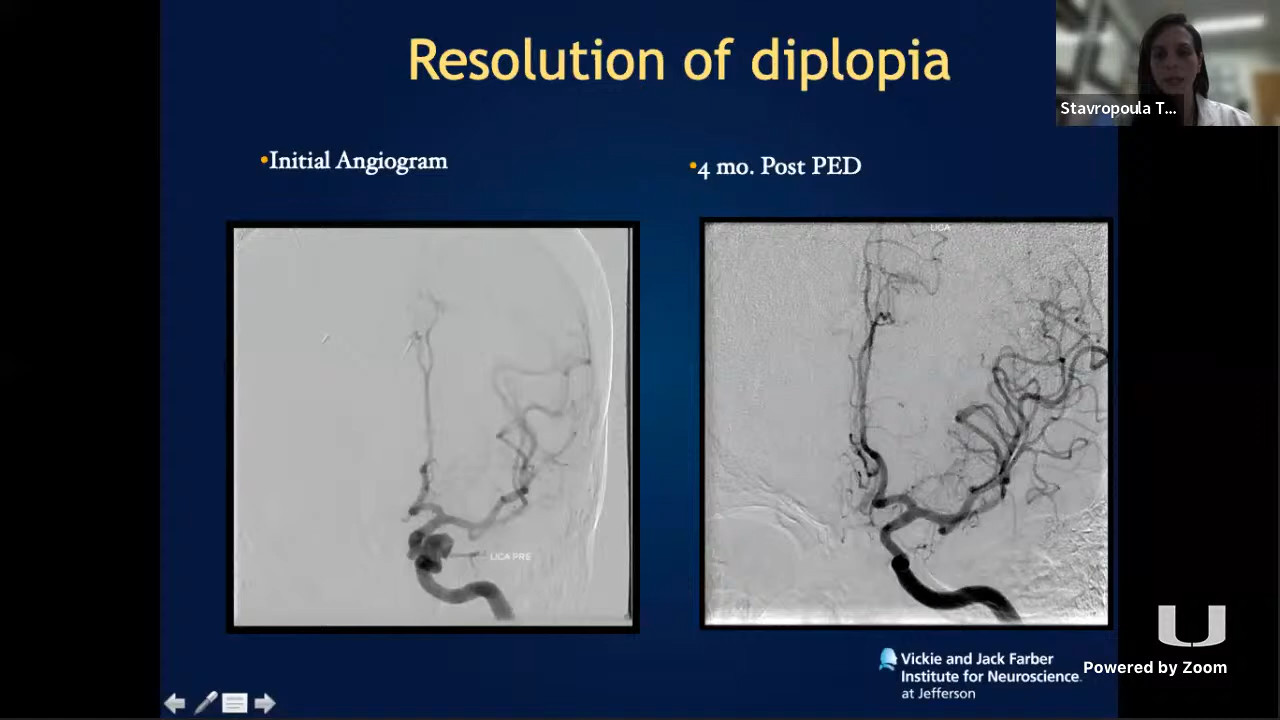 Resolution of diplopia
Stavropoula T...
•Initial Angiogram
•4 mo. Post PED
LICA
LICA PRE
Vickie and Jack Farber
Institute for Neuroscience.
at Jefferson
U
Powered by Zoom